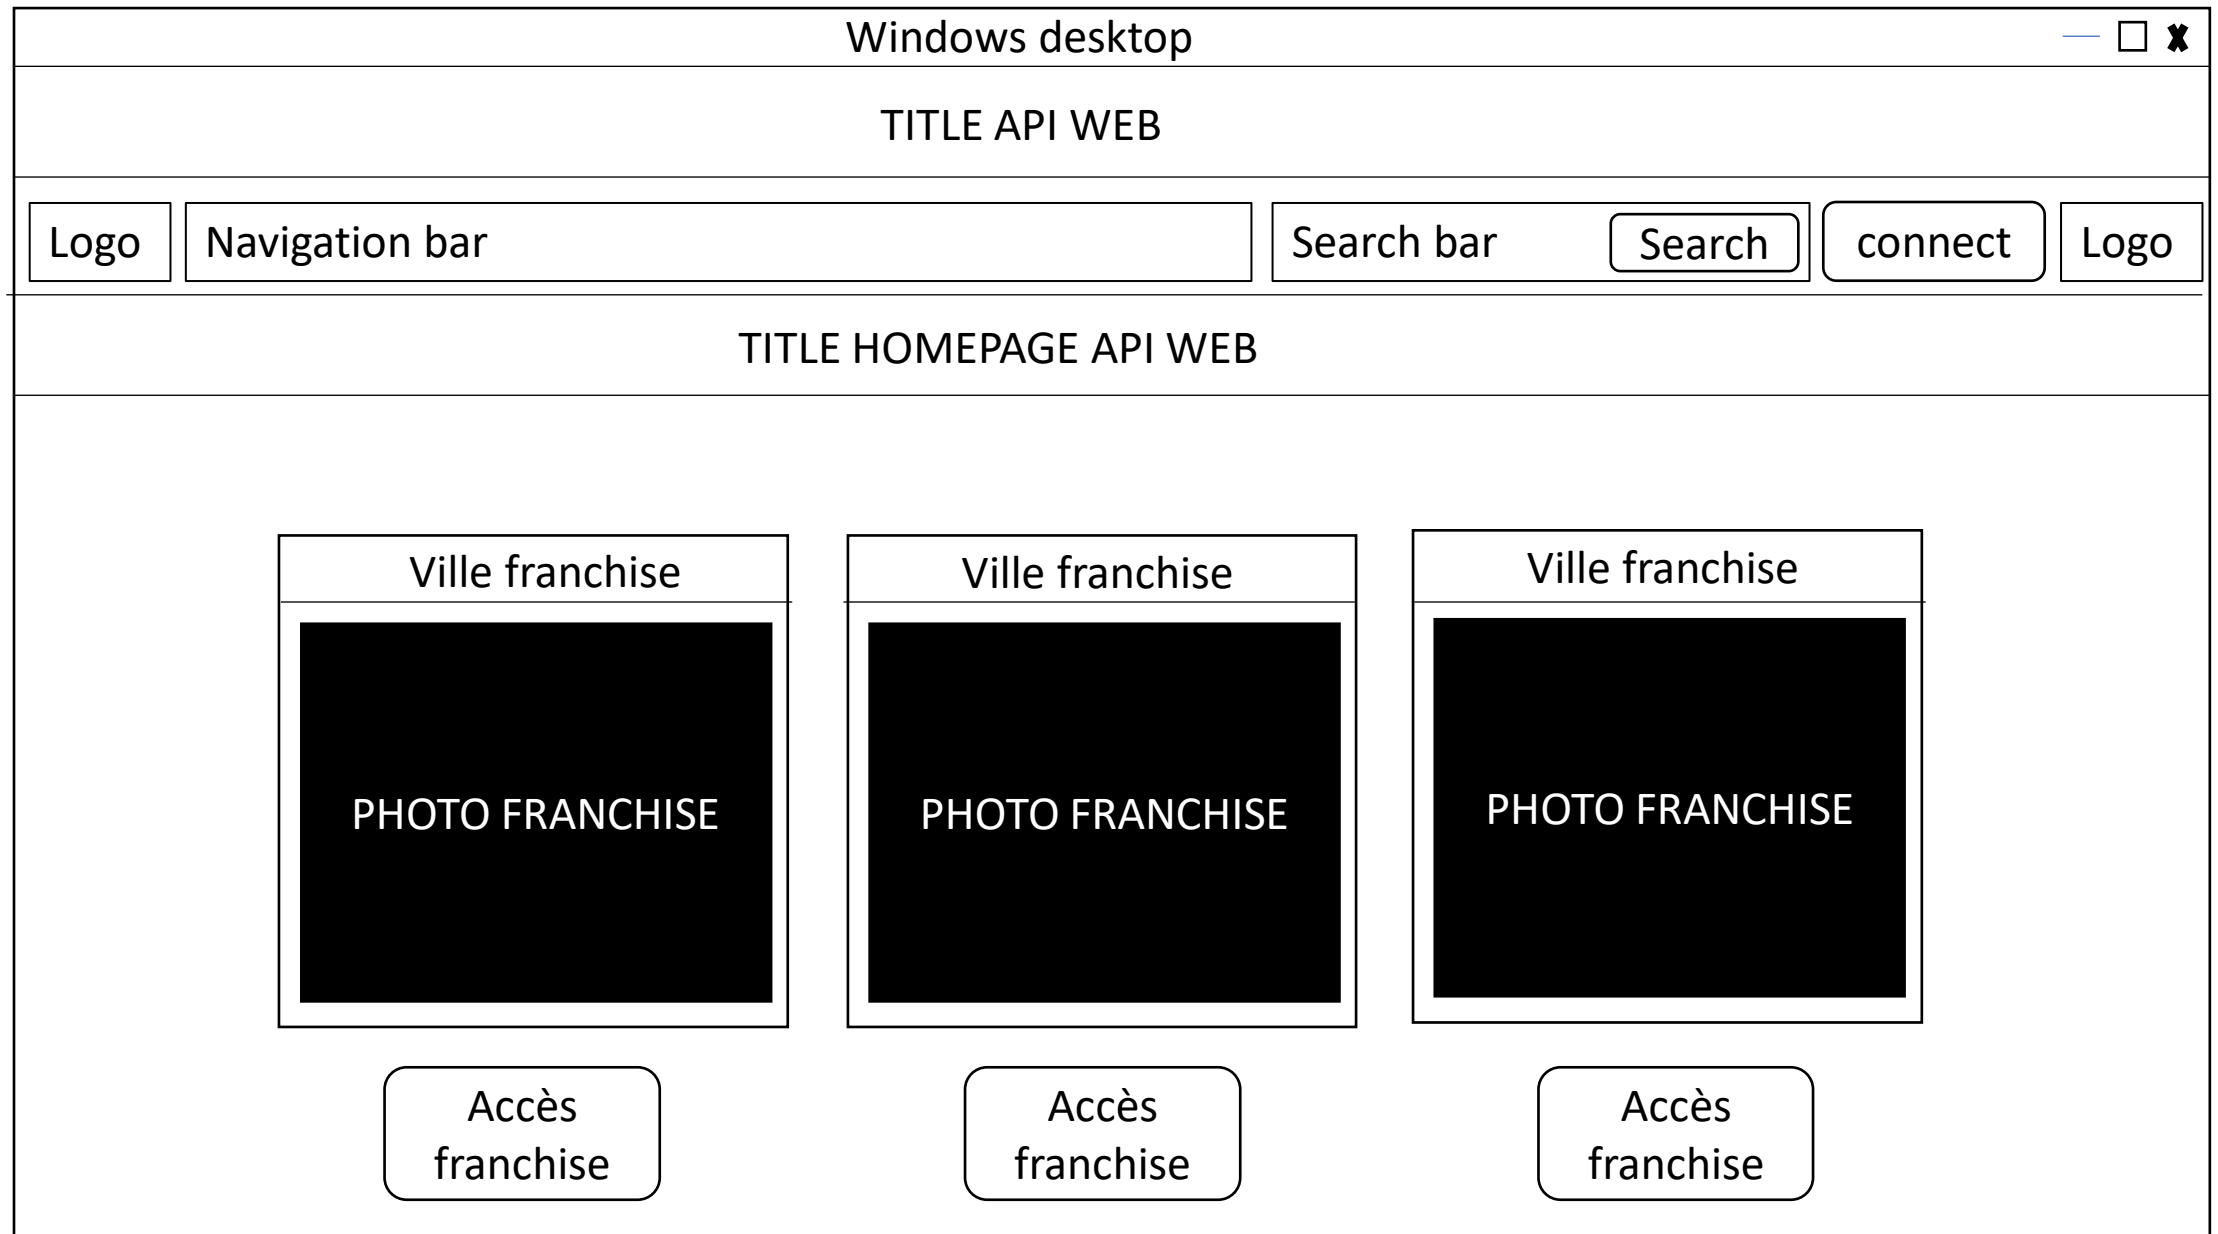 Windows desktop
TITLE API WEB
Logo Navigation bar Search bar Search connect Logo
TITLE HOMEPAGE API WEB
Ville franchise Ville franchise Ville franchise
PHOTO FRANCHISE PHOTO FRANCHISE PHOTO FRANCHISE
Accès Accès Accès
franchise franchise franchise